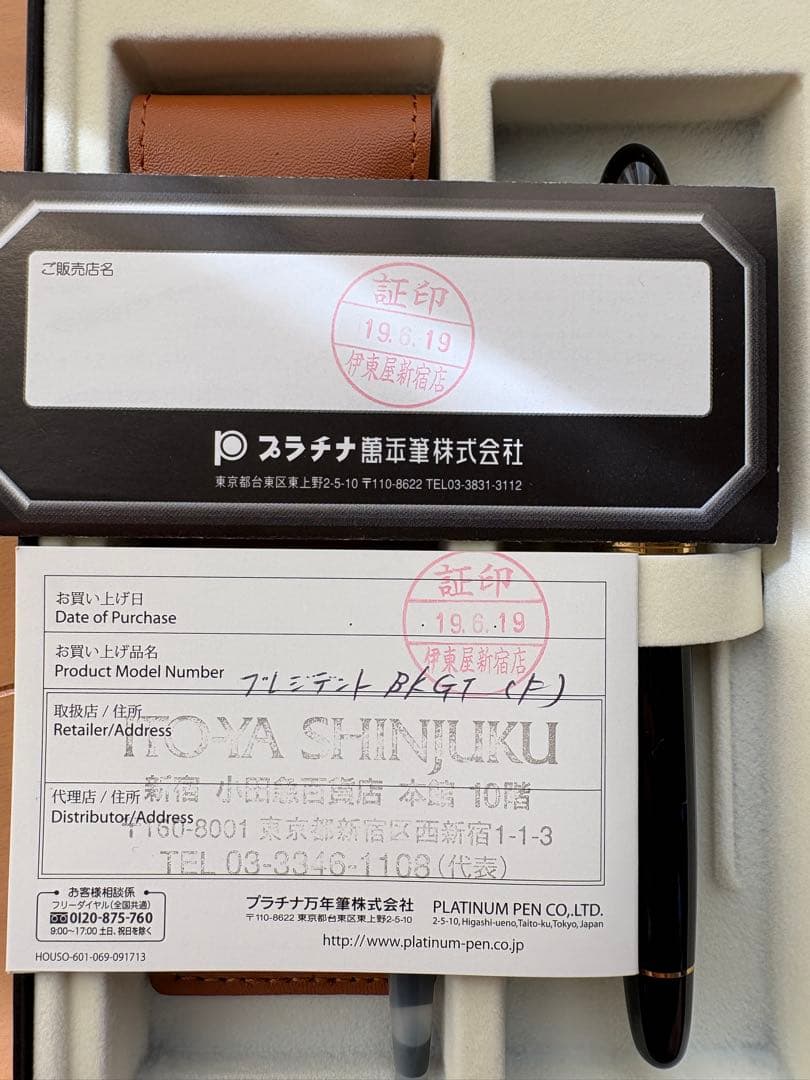 ご販売店名
証印
19.6.19
伊東屋新宿店
プラチナ萬年筆株式会社
東京都台東区東上野2-5-10 〒110-8622 TEL03-3831-3112
お買い上げ日
Date of Purchase
証印
19.6.19
伊東屋新宿店
お買い上げ品名
Product Model Number
プレジデント BKGT (F)
取扱店 / 住所
Retailer/Address
ITO-YA SHINJUKU
新宿 小田急百貨店 本館 10階
代理店 / 住所
Distributor/Address
〒160-8001 東京都新宿区西新宿1-1-3
TEL 03-3346-1108(代表)
お客様相談係
フリーダイヤル(全国共通)
0120-875-760
9:00〜17:00 土日、祝日を除く
プラチナ万年筆株式会社
〒110-8622 東京都台東区東上野2-5-10
PLATINUM PEN CO,.LTD.
2-5-10, Higashi-ueno,Taito-ku,Tokyo,Japan
http://www.platinum-pen.co.jp
HOUSO-601-069-091713